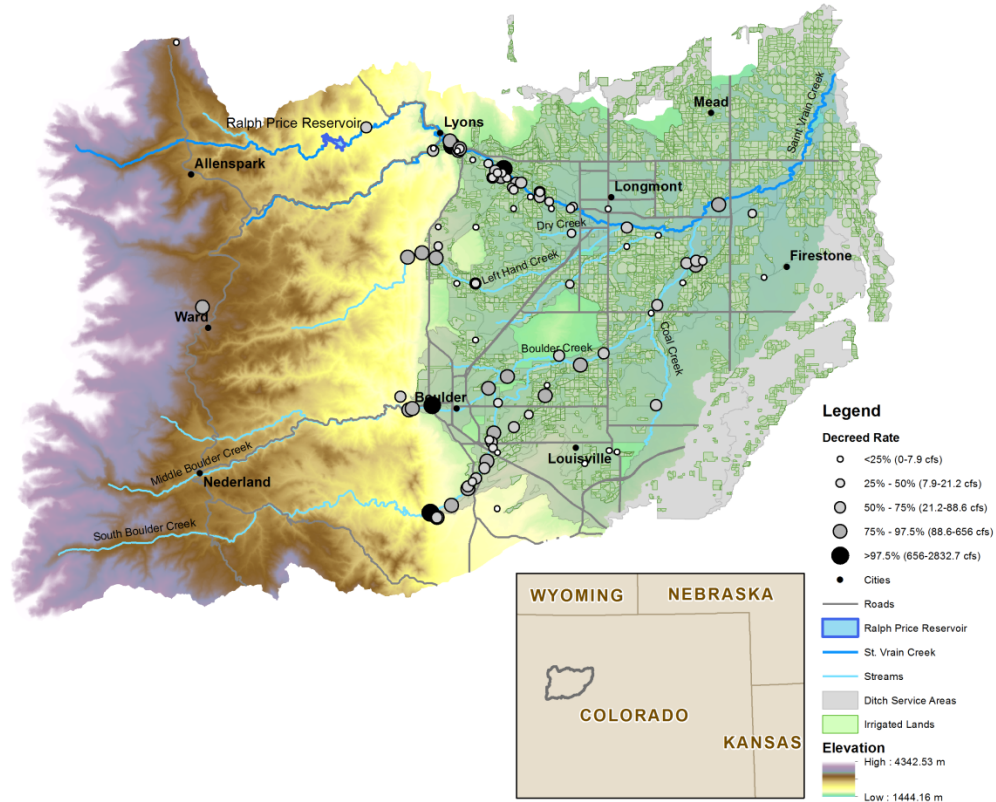 Ralph Price Reservoir
Lyons
Mead
Saint Vrain Creek
Allenspark
Longmont
Dry Creek
Left Hand Creek
Firestone
Ward
Boulder Creek
Coal Creek
Boulder
Louisville
Middle Boulder Creek
Nederland
South Boulder Creek
Legend
Decreed Rate
<25% (0-7.9 cfs)
25% - 50% (7.9-21.2 cfs)
50% - 75% (21.2-88.6 cfs)
75% - 97.5% (88.6-656 cfs)
>97.5% (656-2832.7 cfs)
Cities
Roads
Ralph Price Reservoir
St. Vrain Creek
Streams
Ditch Service Areas
Irrigated Lands
Elevation
High : 4342.53 m
Low : 1444.16 m
WYOMING
NEBRASKA
COLORADO
KANSAS